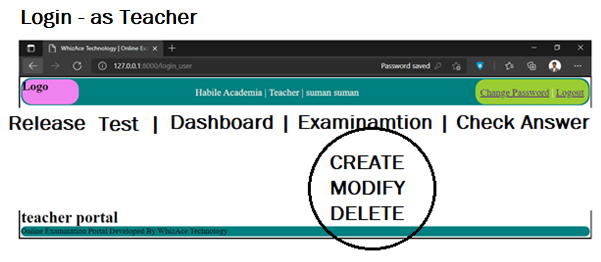 Login - as Teacher
WhizAce Technology | Online Ex
127.0.0.1:8000/login_user
Password saved
Logo
Habile Academia | Teacher | suman suman
Change Password | Logout
Release Test | Dashboard | Examinamtion | Check Answer
CREATE
MODIFY
DELETE
teacher portal
Online Examination Portal Developed By WhizAce Technology